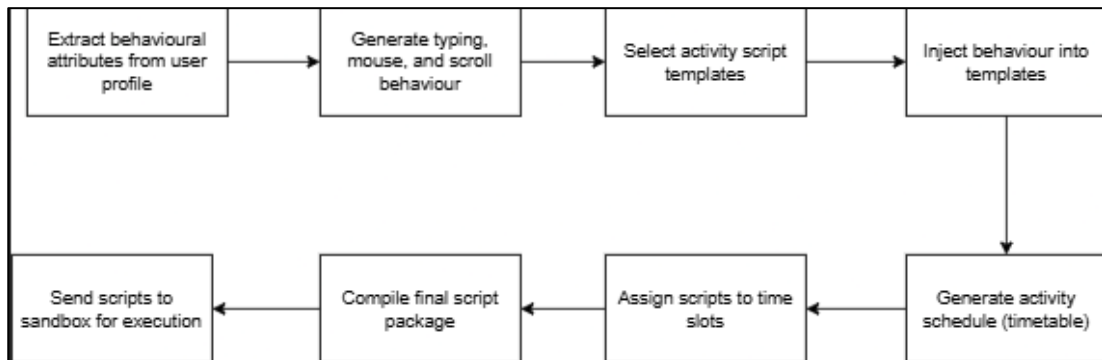 Extract behavioural
attributes from user
profile
Generate typing,
mouse, and scroll
behaviour
Select activity script
templates
Inject behaviour into
templates
Send scripts to
sandbox for execution
Compile final script
package
Assign scripts to time
slots
Generate activity
schedule (timetable)